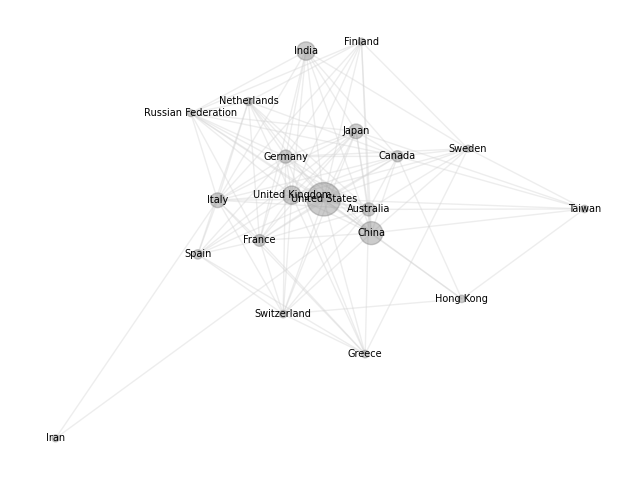 Finland
India
Netherlands
Russian Federation
Japan
Sweden
Germany
Canada
United Kingdom
United States
Italy
Australia
Taiwan
China
France
Spain
Hong Kong
Switzerland
Greece
Iran